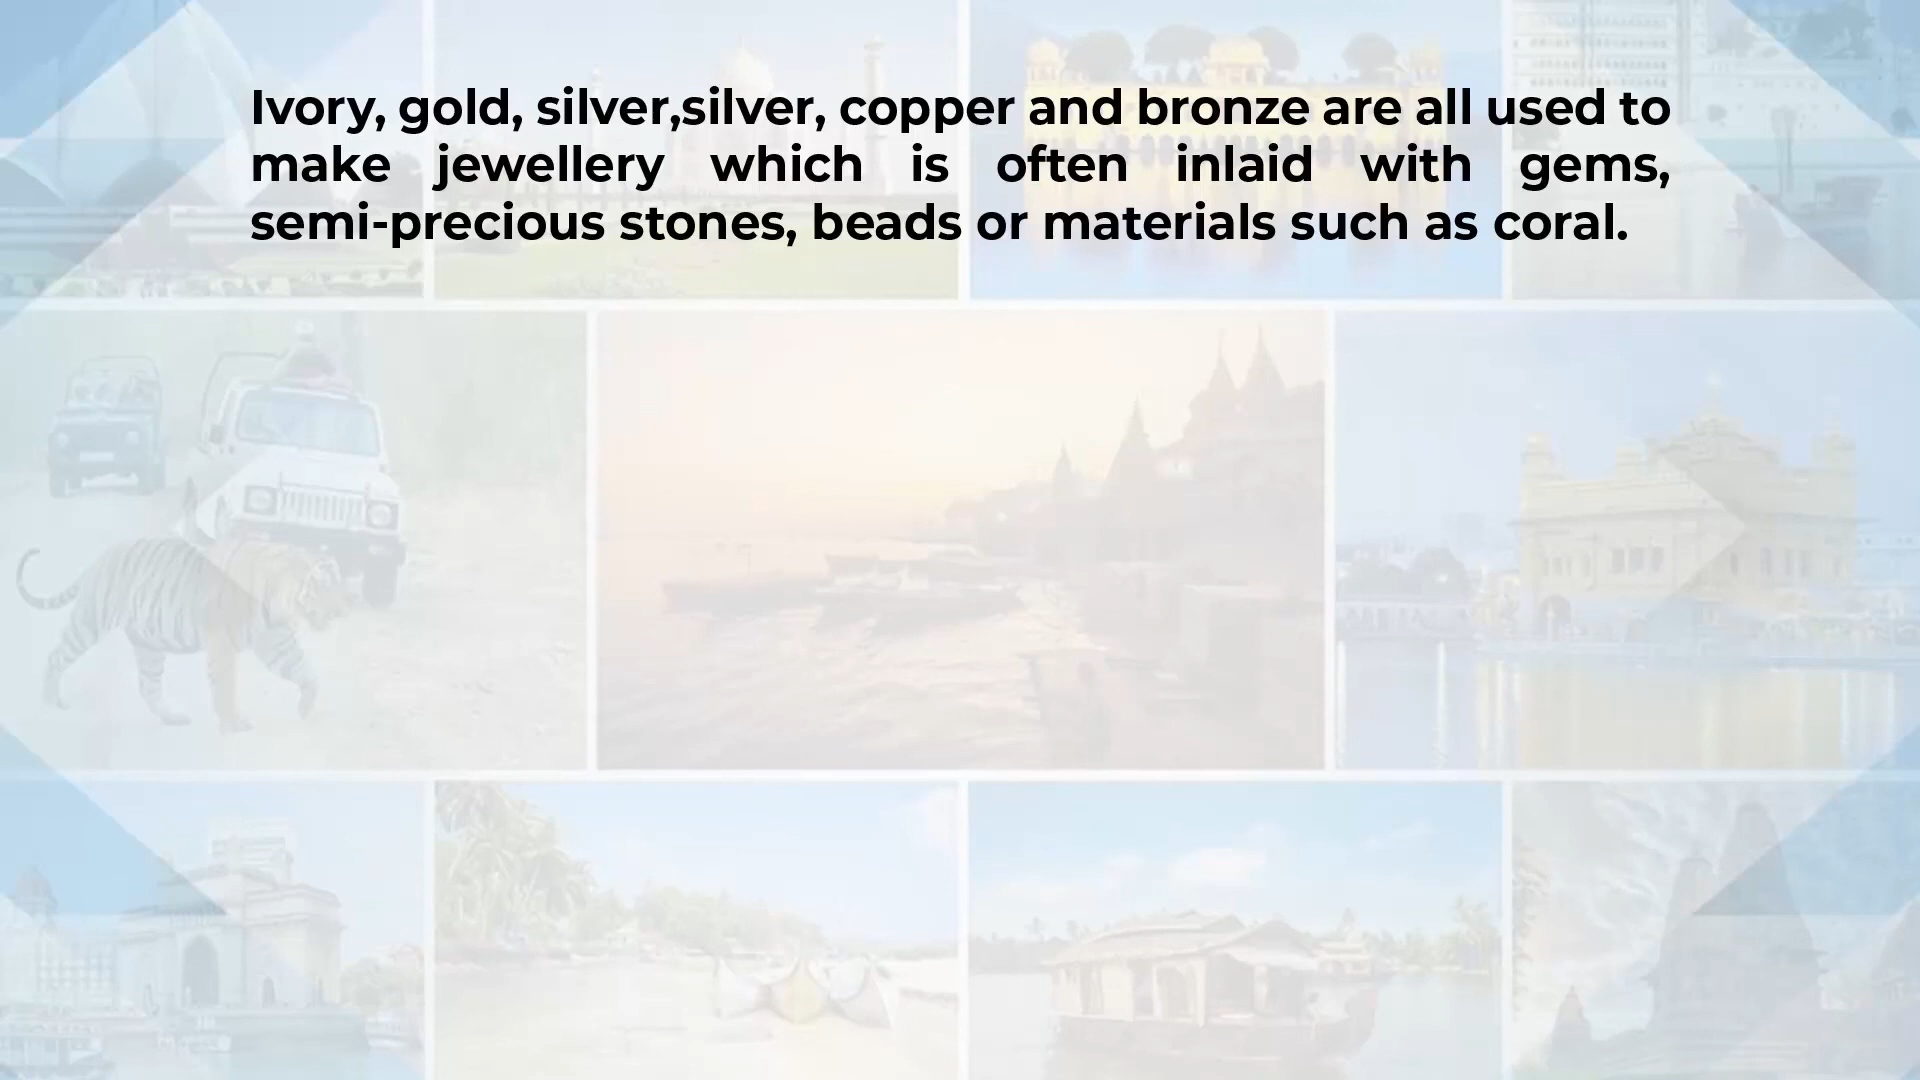 Ivory, gold, silver,silver, copper and bronze are all used to
make jewellery which is often inlaid with gems,
semi-precious stones, beads or materials such as coral.